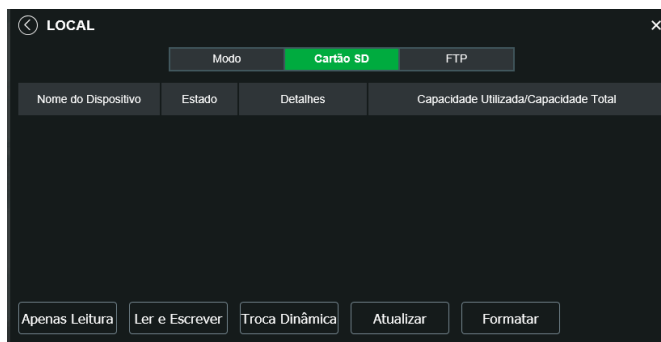 LOCAL
Modo Cartão SD FTP
Nome do Dispositivo Estado Detalhes Capacidade Utilizada/Capacidade Total
Apenas Leitura Ler e Escrever Troca Dinâmica Atualizar Formatar